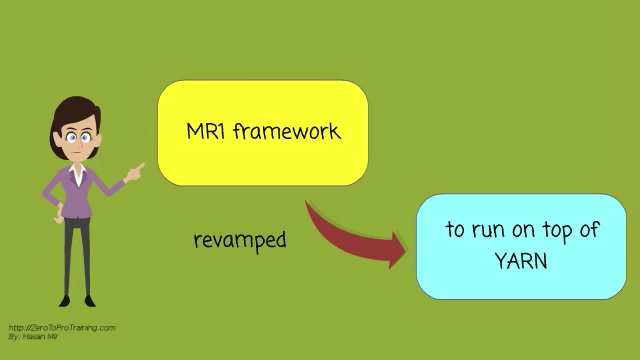 MR1 framework
revamped
to run on top of
YARN
http://ZeroToProTraining.com
By: Hasan Mir